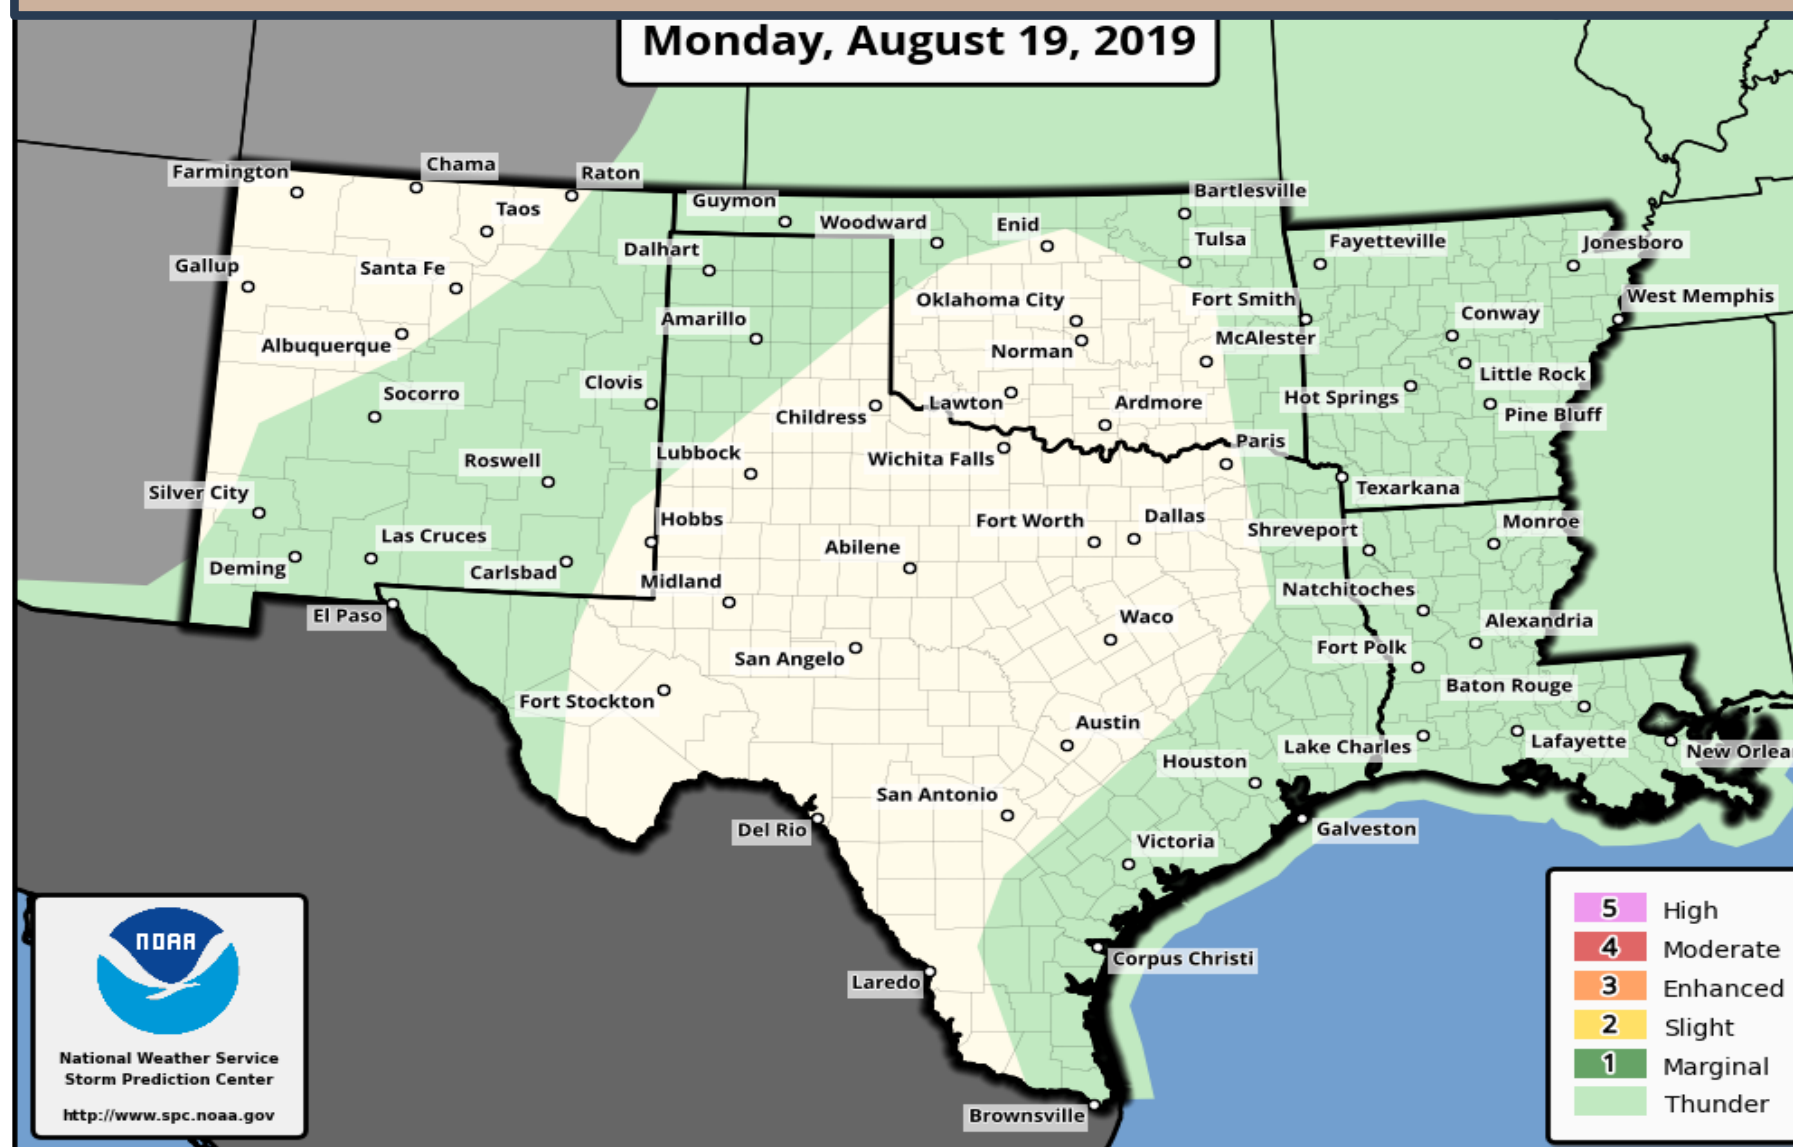 Monday, August 19, 2019
Farmington
Chama
Raton
Taos
Guymon
Woodward
Enid
Bartlesville
Tulsa
Fayetteville
Jonesboro
Gallup
Santa Fe
Dalhart
Oklahoma City
Fort Smith
West Memphis
Albuquerque
Amarillo
Norman
McAlester
Conway
Little Rock
Socorro
Clovis
Childress
Lawton
Ardmore
Hot Springs
Pine Bluff
Roswell
Lubbock
Wichita Falls
Paris
Texarkana
Silver City
Hobbs
Fort Worth
Dallas
Shreveport
Monroe
Las Cruces
Deming
Carlsbad
Midland
Abilene
Natchitoches
El Paso
San Angelo
Waco
Fort Polk
Alexandria
Fort Stockton
Austin
Baton Rouge
Houston
Lake Charles
Lafayette
New Orlea
San Antonio
Del Rio
Victoria
Galveston
Laredo
Corpus Christi
Brownsville
NOAA
National Weather Service
Storm Prediction Center
http://www.spc.noaa.gov
5 High
4 Moderate
3 Enhanced
2 Slight
1 Marginal
Thunder